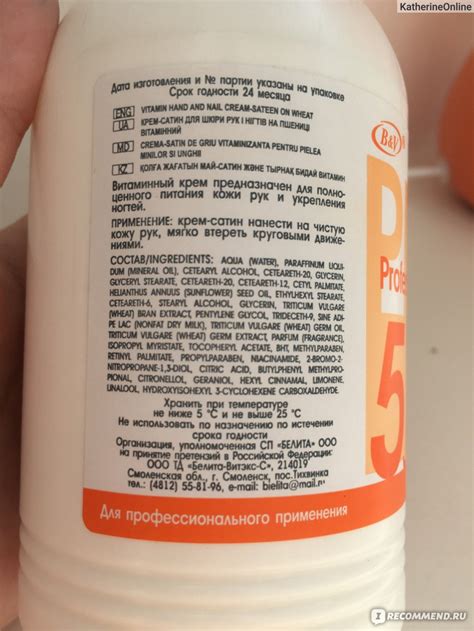 KatherineOnline
Дата изготовления и № партии указаны на упаковке
Срок годности 24 месяца
ENG VITAMIN HAND AND NAIL CREAM-SATEEN ON WHEAT
UA КРЕМ-САТИН ДЛЯ ШКІРИ РУК І НІГТІВ НА ПШЕНИЦІ
ВІТАМІННИЙ
MD CREMA-SATIN DE GRIU VITAMINIZANTA PENTRU PIELEA
MINILOR SI UNGHII
KZ ҚОЛҒА ЖАҒАТЫН МАЙ-САТИН ЖӘНЕ ТЫРНАҚ БИДАЙ ВИТАМИН
Витаминный крем предназначен для полно-
ценного питания кожи рук и укрепления
ногтей.
ПРИМЕНЕНИЕ: крем-сатин нанести на чистую
кожу рук, мягко втереть круговыми движе-
ниями.
СОСТАВ/INGREDIENTS: AQUA (WATER), PARAFFINUM LIQUI-
DUM (MINERAL OIL), CETEARYL ALCOHOL, CETEARETH-20, GLYCERIN,
GLYCERYL STEARATE, CETEARETH-20, CETEARETH-12, CETYL PALMITATE,
HELIANTHUS ANNUUS (SUNFLOWER) SEED OIL, ETHYLHEXYL STEARATE,
CETEARETH-6, STEARYL ALCOHOL, GLYCERIN, TRITICUM VULGARE
(WHEAT) BRAN EXTRACT, PENTYLENE GLYCOL, TRIDECETH-9, SINE ADI-
PE LAC (NONFAT DRY MILK), TRITICUM VULGARE (WHEAT) GERM OIL,
TRITICUM VULGARE (WHEAT) GERM EXTRACT, PARFUM (FRAGRANCE),
ISOPROPYL MYRISTATE, TOCOPHERYL ACETATE, BHT, METHYLPARABEN,
RETINYL PALMITATE, PROPYLPARABEN, NIACINAMIDE, 2-BROMO-2-
NITROPROPANE-1,3-DIOL, CITRIC ACID, BUTYLPHENYL METHYLPRO-
PIONAL, CITRONELLOL, GERANIOL, HEXYL CINNAMAL, LIMONENE,
LINALOOL, HYDROXYISOHEXYL 3-CYCLOHEXENE CARBOXALDEHYDE.
Хранить при температуре
не ниже 5 °С и не выше 25 °С
Не использовать по назначению по истечении
срока годности
Организация, уполномоченная СП "БЕЛИТА" ООО
на принятие претензий в Российской Федерации:
ООО ТД «Белита-Витэкс-С», 214019
Смоленская обл., г. Смоленск, пос.Тихвинка
тел.: (4812) 55-81-96, e-mail: bielita@mail.ru
Для профессионального применения
B&V
Profe
5
IRECOMMEND.RU